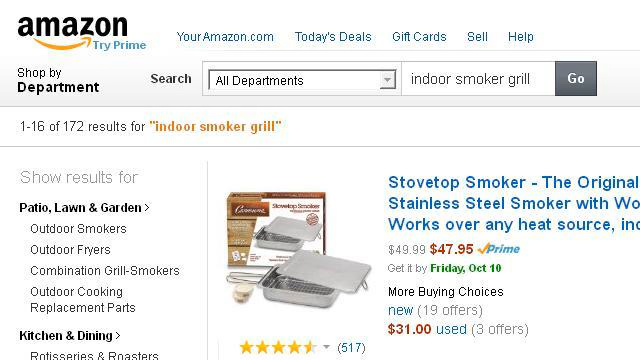 amazon
Try Prime
YourAmazon.com Today's Deals Gift Cards Sell Help
Shop by
Department
Search All Departments indoor smoker grill Go
1-16 of 172 results for "indoor smoker grill"
Show results for
Patio, Lawn & Garden >
Outdoor Smokers
Outdoor Fryers
Combination Grill-Smokers
Outdoor Cooking
Replacement Parts
Kitchen & Dining >
Rotisseries & Roasters
Camerons
Stovetop Smoker
(517)
Stovetop Smoker - The Original
Stainless Steel Smoker with Wo
Works over any heat source, ind
$49.99 $47.95 Prime
Get it by Friday, Oct 10
More Buying Choices
new (19 offers)
$31.00 used (3 offers)